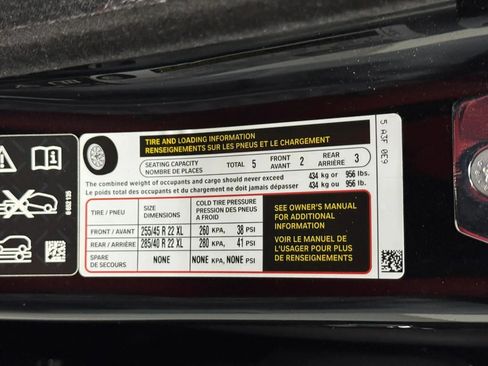 TIRE AND LOADING INFORMATION
RENSEIGNEMENTS SUR LES PNEUS ET LE CHARGEMENT
SEATING CAPACITY
NOMBRE DE PLACES
TOTAL 5
FRONT
AVANT 2
REAR
ARRIÈRE 3
The combined weight of occupants and cargo should never exceed 434 kg or 956 lbs.
Le poids total des occupants et du chargement ne doit jamais dépasser 434 kg ou 956 lb.
TIRE / PNEU
SIZE
DIMENSIONS
COLD TIRE PRESSURE
PRESSION DES PNEUS
A FROID
FRONT / AVANT 255/45 R 22 XL 260 KPA, 38 PSI
REAR / ARRIÈRE 285/40 R 22 XL 280 KPA, 41 PSI
SPARE
DE SECOURS
NONE NONE KPA, NONE PSI
SEE OWNER'S MANUAL
FOR ADDITIONAL
INFORMATION
VOIR LE MANUEL DE
L'USAGER POUR PLUS
DE RENSEIGNEMENTS
5 A3F 0E9